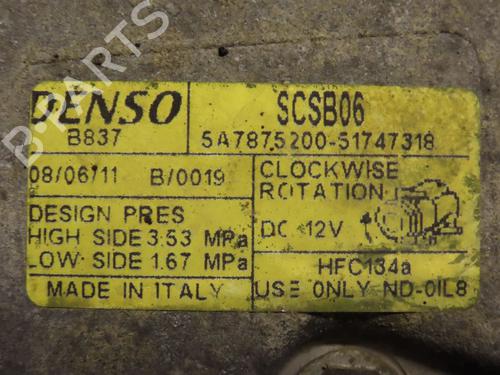 B-PARTS
DENSO SCSB06
B837 5A7875200-51747318
08/06/11 B/0019
CLOCKWISE
ROTATION
DESIGN PRES
HIGH SIDE 3.53 MPa
LOW SIDE 1.67 MPa
DC 12V
HFC134a
MADE IN ITALY
USE ONLY ND-OIL8